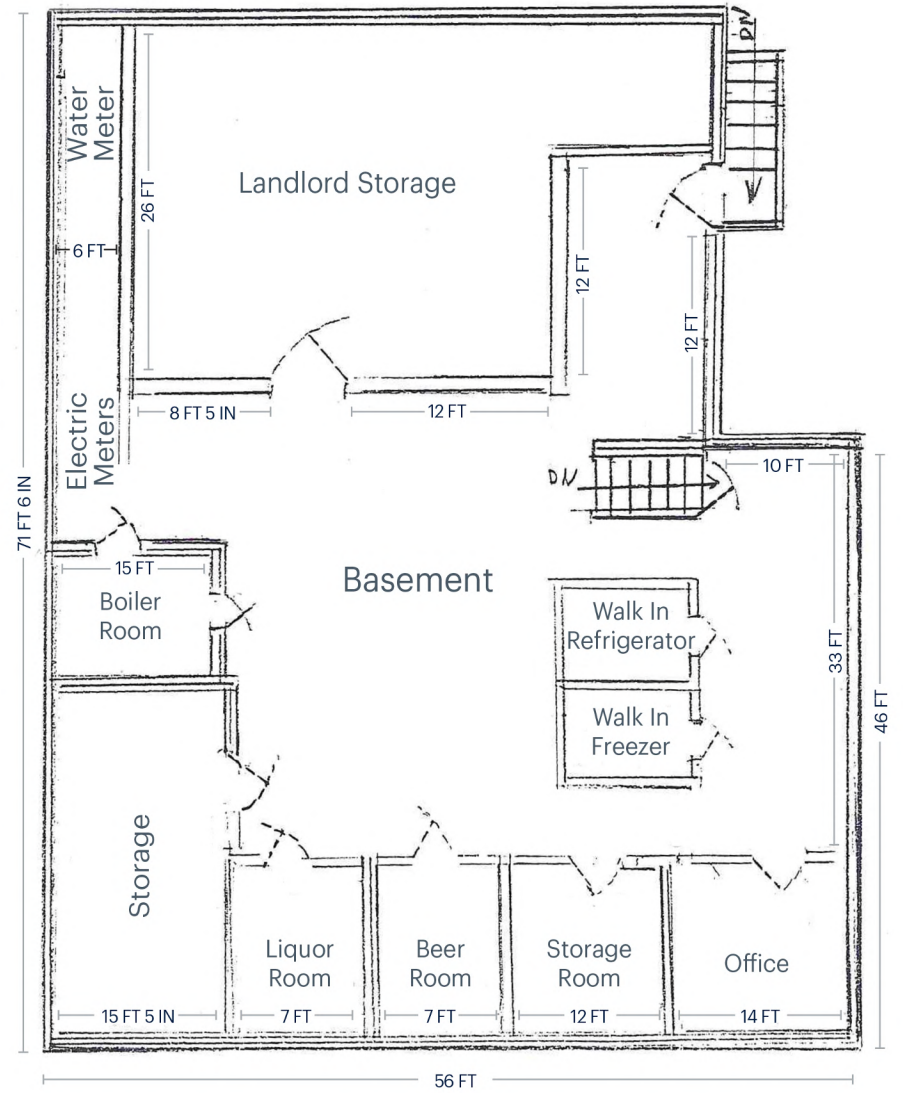 DN
Water
Meter
26 FT
Landlord Storage
6 FT
12 FT
12 FT
8 FT 5 IN
12 FT
Electric
Meters
10 FT
DN
71 FT 6 IN
15 FT
Boiler
Room
Basement
Walk In
Refrigerator
33 FT
46 FT
Walk In
Freezer
Storage
Liquor
Room
Beer
Room
Storage
Room
Office
15 FT 5 IN
7 FT
7 FT
12 FT
14 FT
56 FT